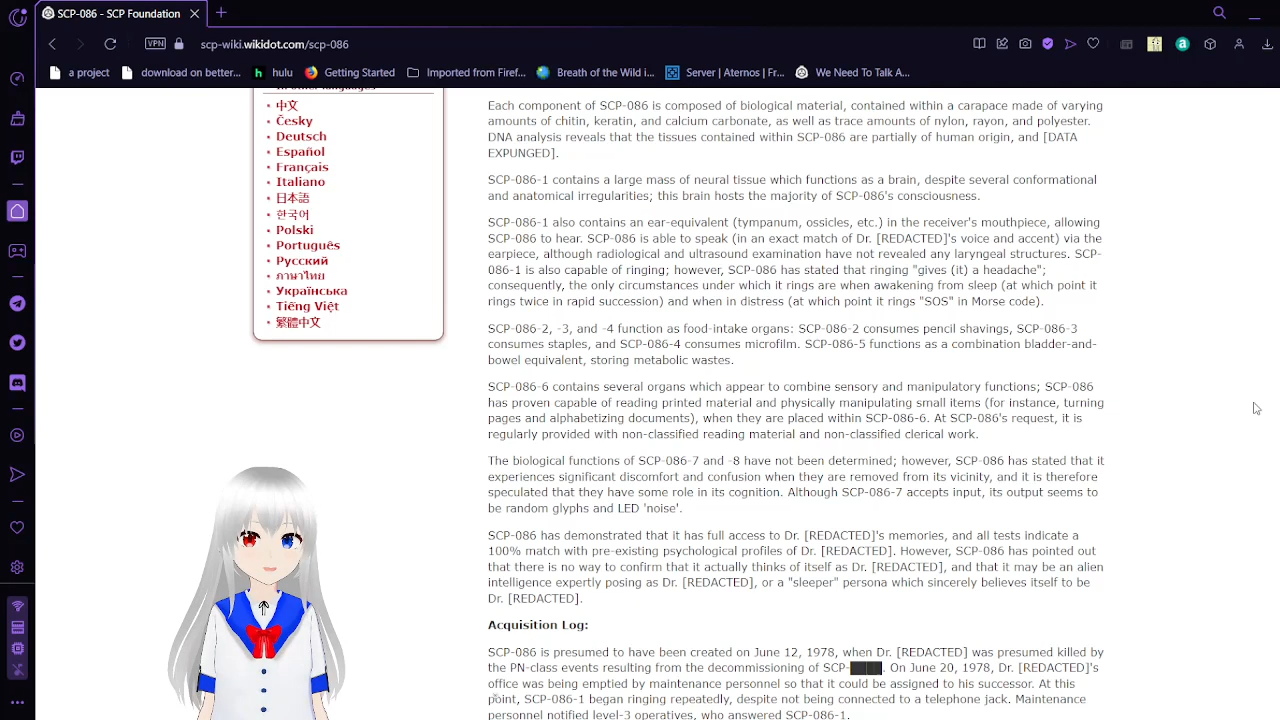 SCP-086 - SCP Foundation
VPN
scp-wiki.wikidot.com/scp-086
a project
download on better...
hulu
Getting Started
Imported from Firef...
Breath of the Wild i...
Server | Aternos | Fr...
We Need To Talk A...
In other languages
中文
Česky
Deutsch
Español
Français
Italiano
日本語
한국어
Polski
Português
Русский
ภาษาไทย
Українська
Tiếng Việt
繁體中文
Each component of SCP-086 is composed of biological material, contained within a carapace made of varying
amounts of chitin, keratin, and calcium carbonate, as well as trace amounts of nylon, rayon, and polyester.
DNA analysis reveals that the tissues contained within SCP-086 are partially of human origin, and [DATA
EXPUNGED].
SCP-086-1 contains a large mass of neural tissue which functions as a brain, despite several conformational
and anatomical irregularities; this brain hosts the majority of SCP-086's consciousness.
SCP-086-1 also contains an ear-equivalent (tympanum, ossicles, etc.) in the receiver's mouthpiece, allowing
SCP-086 to hear. SCP-086 is able to speak (in an exact match of Dr. [REDACTED]'s voice and accent) via the
earpiece, although radiological and ultrasound examination have not revealed any laryngeal structures. SCP-
086-1 is also capable of ringing; however, SCP-086 has stated that ringing "gives (it) a headache";
consequently, the only circumstances under which it rings are when awakening from sleep (at which point it
rings twice in rapid succession) and when in distress (at which point it rings "SOS" in Morse code).
SCP-086-2, -3, and -4 function as food-intake organs: SCP-086-2 consumes pencil shavings, SCP-086-3
consumes staples, and SCP-086-4 consumes microfilm. SCP-086-5 functions as a combination bladder-and-
bowel equivalent, storing metabolic wastes.
SCP-086-6 contains several organs which appear to combine sensory and manipulatory functions; SCP-086
has proven capable of reading printed material and physically manipulating small items (for instance, turning
pages and alphabetizing documents), when they are placed within SCP-086-6. At SCP-086's request, it is
regularly provided with non-classified reading material and non-classified clerical work.
The biological functions of SCP-086-7 and -8 have not been determined; however, SCP-086 has stated that it
experiences significant discomfort and confusion when they are removed from its vicinity, and it is therefore
speculated that they have some role in its cognition. Although SCP-086-7 accepts input, its output seems to
be random glyphs and LED 'noise'.
SCP-086 has demonstrated that it has full access to Dr. [REDACTED]'s memories, and all tests indicate a
100% match with pre-existing psychological profiles of Dr. [REDACTED]. However, SCP-086 has pointed out
that there is no way to confirm that it actually thinks of itself as Dr. [REDACTED], and that it may be an alien
intelligence expertly posing as Dr. [REDACTED], or a "sleeper" persona which sincerely believes itself to be
Dr. [REDACTED].
Acquisition Log:
SCP-086 is presumed to have been created on June 12, 1978, when Dr. [REDACTED] was presumed killed by
the PN-class events resulting from the decommissioning of SCP-███. On June 20, 1978, Dr. [REDACTED]'s
office was being emptied by maintenance personnel so that it could be assigned to his successor. At this
point, SCP-086-1 began ringing repeatedly, despite not being connected to a telephone jack. Maintenance
personnel notified level-3 operatives, who answered SCP-086-1.